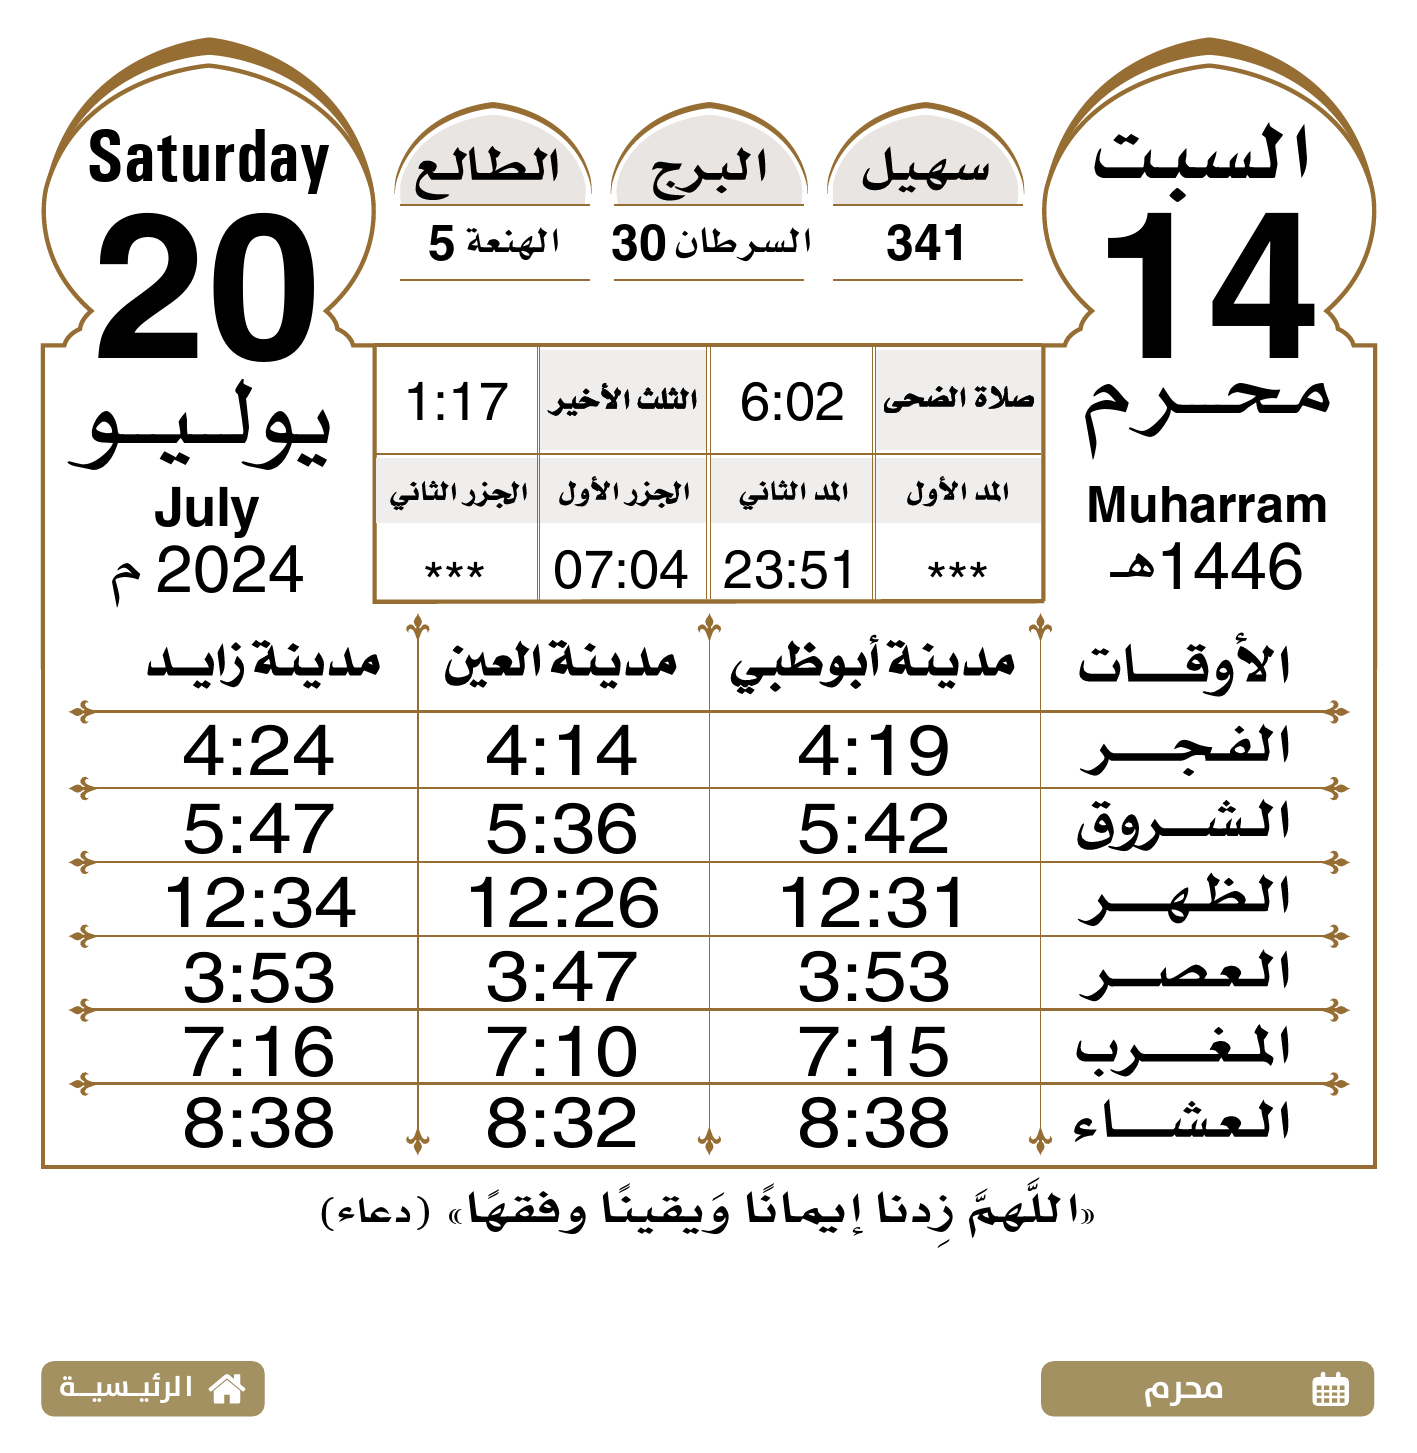 السبت
14
محرم
Muharram
1446هـ
سهيل
341
البرج
السرطان 30
الطالع
الهنعة 5
Saturday
20
يوليو
July
2024 م
صلاة الضحى 6:02 الثلث الأخير 1:17
المد الأول المد الثاني الجزر الأول الجزر الثاني
*** 23:51 07:04 ***
الأوقات مدينة أبوظبي مدينة العين مدينة زايد
الفجر 4:19 4:14 4:24
الشروق 5:42 5:36 5:47
الظهر 12:31 12:26 12:34
العصر 3:53 3:47 3:53
المغرب 7:15 7:10 7:16
العشاء 8:38 8:32 8:38
«اللَّهمَّ زِدنا إيمانًا وَيقينًا وفقهًا» (دعاء)
محرم
الرئيسية